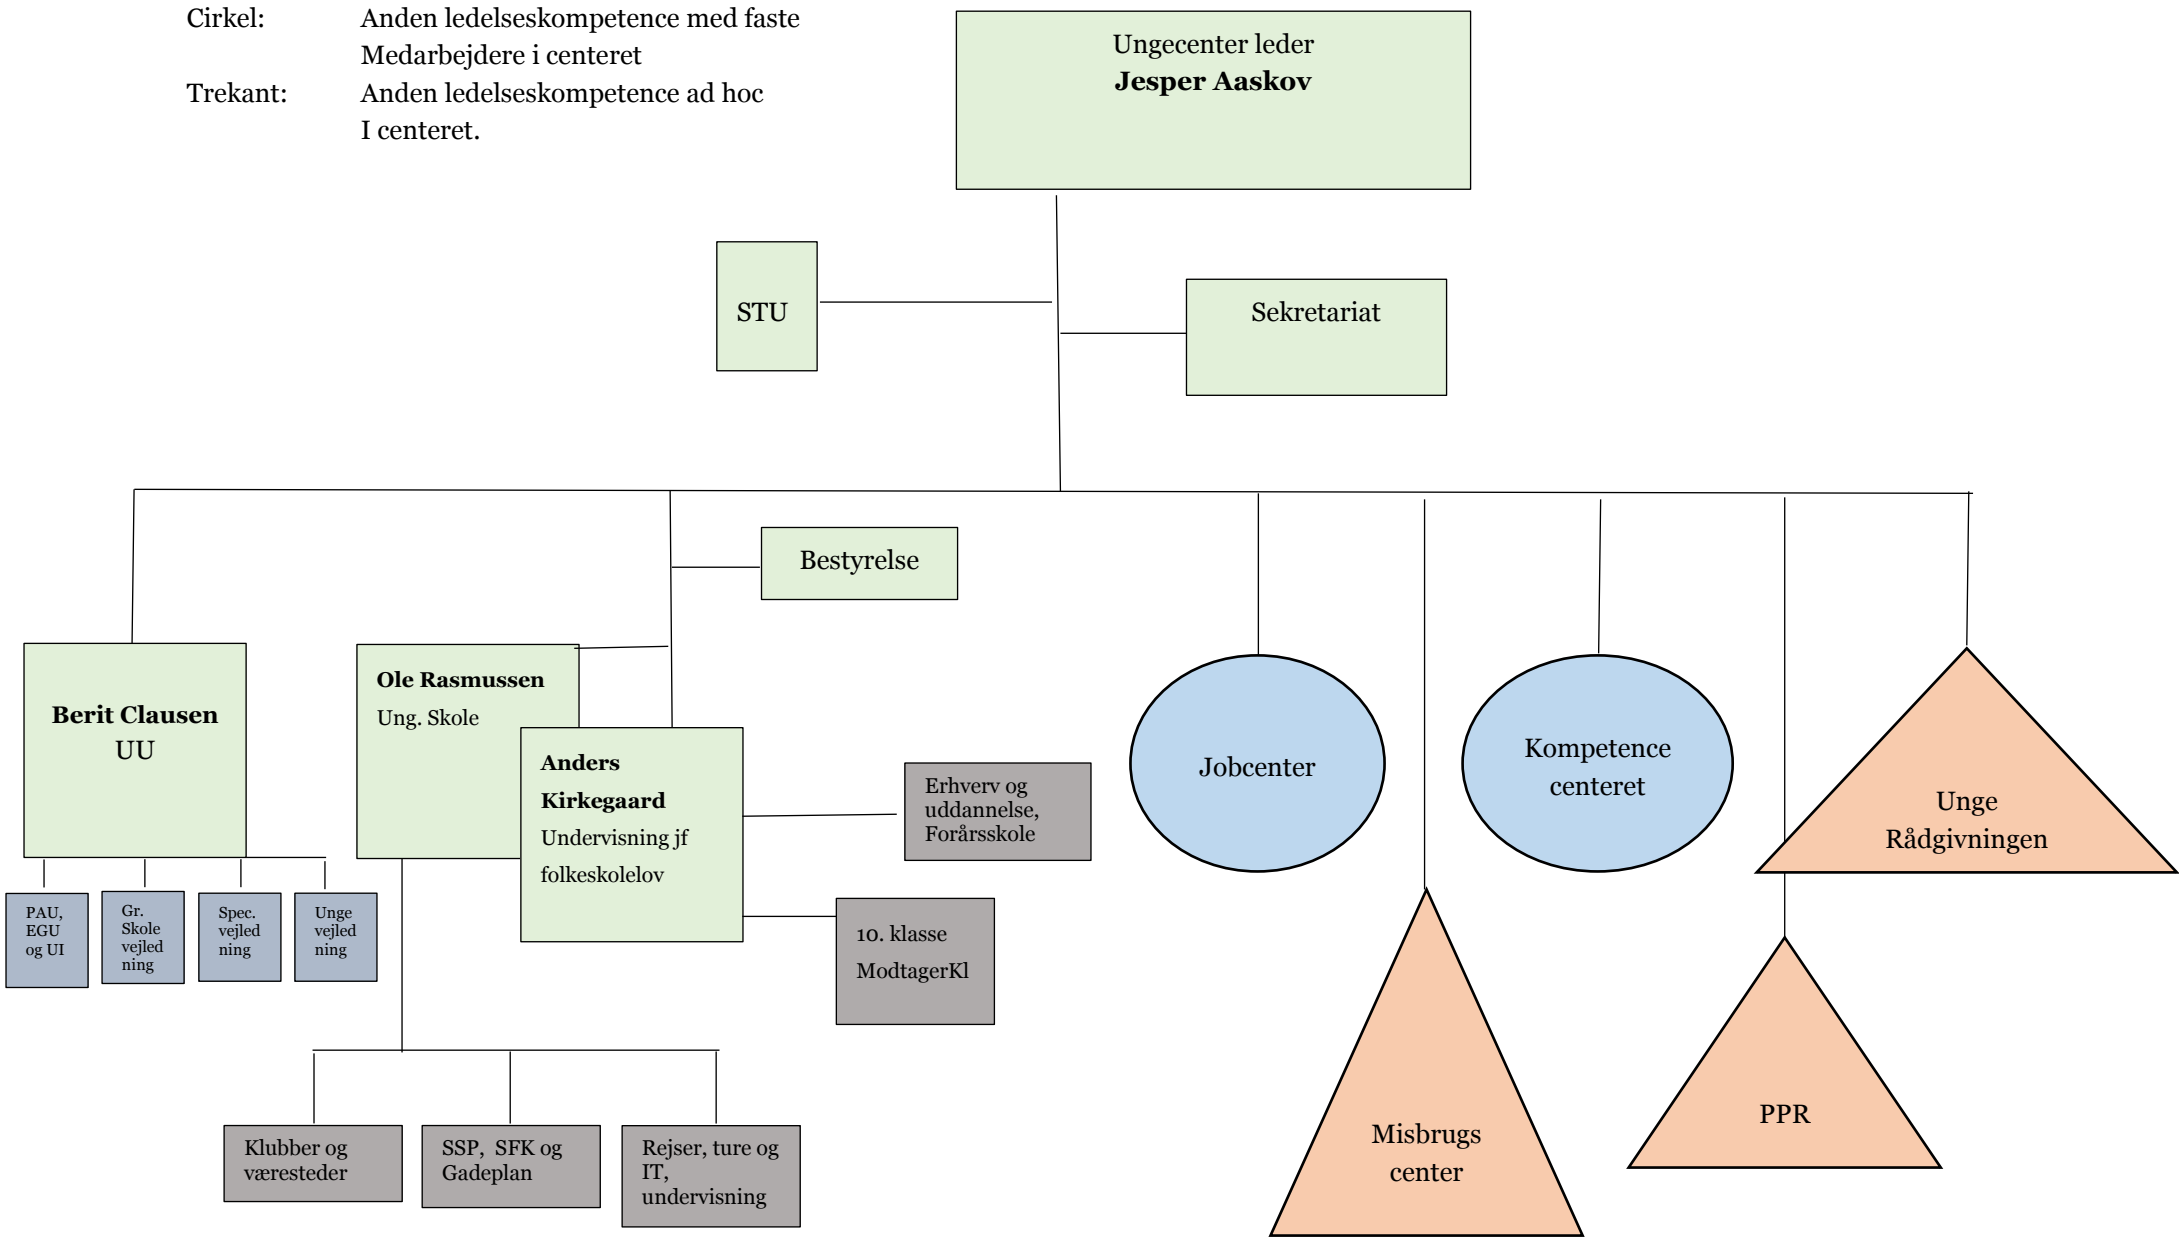 Cirkel: Anden ledelseskompetence med faste
Medarbejdere i centeret
Trekant: Anden ledelseskompetence ad hoc
I centeret.
Ungecenter leder
Jesper Aaskov
STU
Sekretariat
Bestyrelse
Berit Clausen
UU
Ole Rasmussen
Ung. Skole
Anders
Kirkegaard
Undervisning jf
folkeskolelov
Erhverv og
uddannelse,
Forårsskole
10. klasse
ModtagerKl
PAU,
EGU
og UI
Gr.
Skole
vejled
ning
Spec.
vejled
ning
Unge
vejled
ning
Klubber og
væresteder
SSP, SFK og
Gadeplan
Rejser, ture og
IT,
undervisning
Jobcenter
Kompetence
centeret
Unge
Rådgivningen
Misbrugs
center
PPR